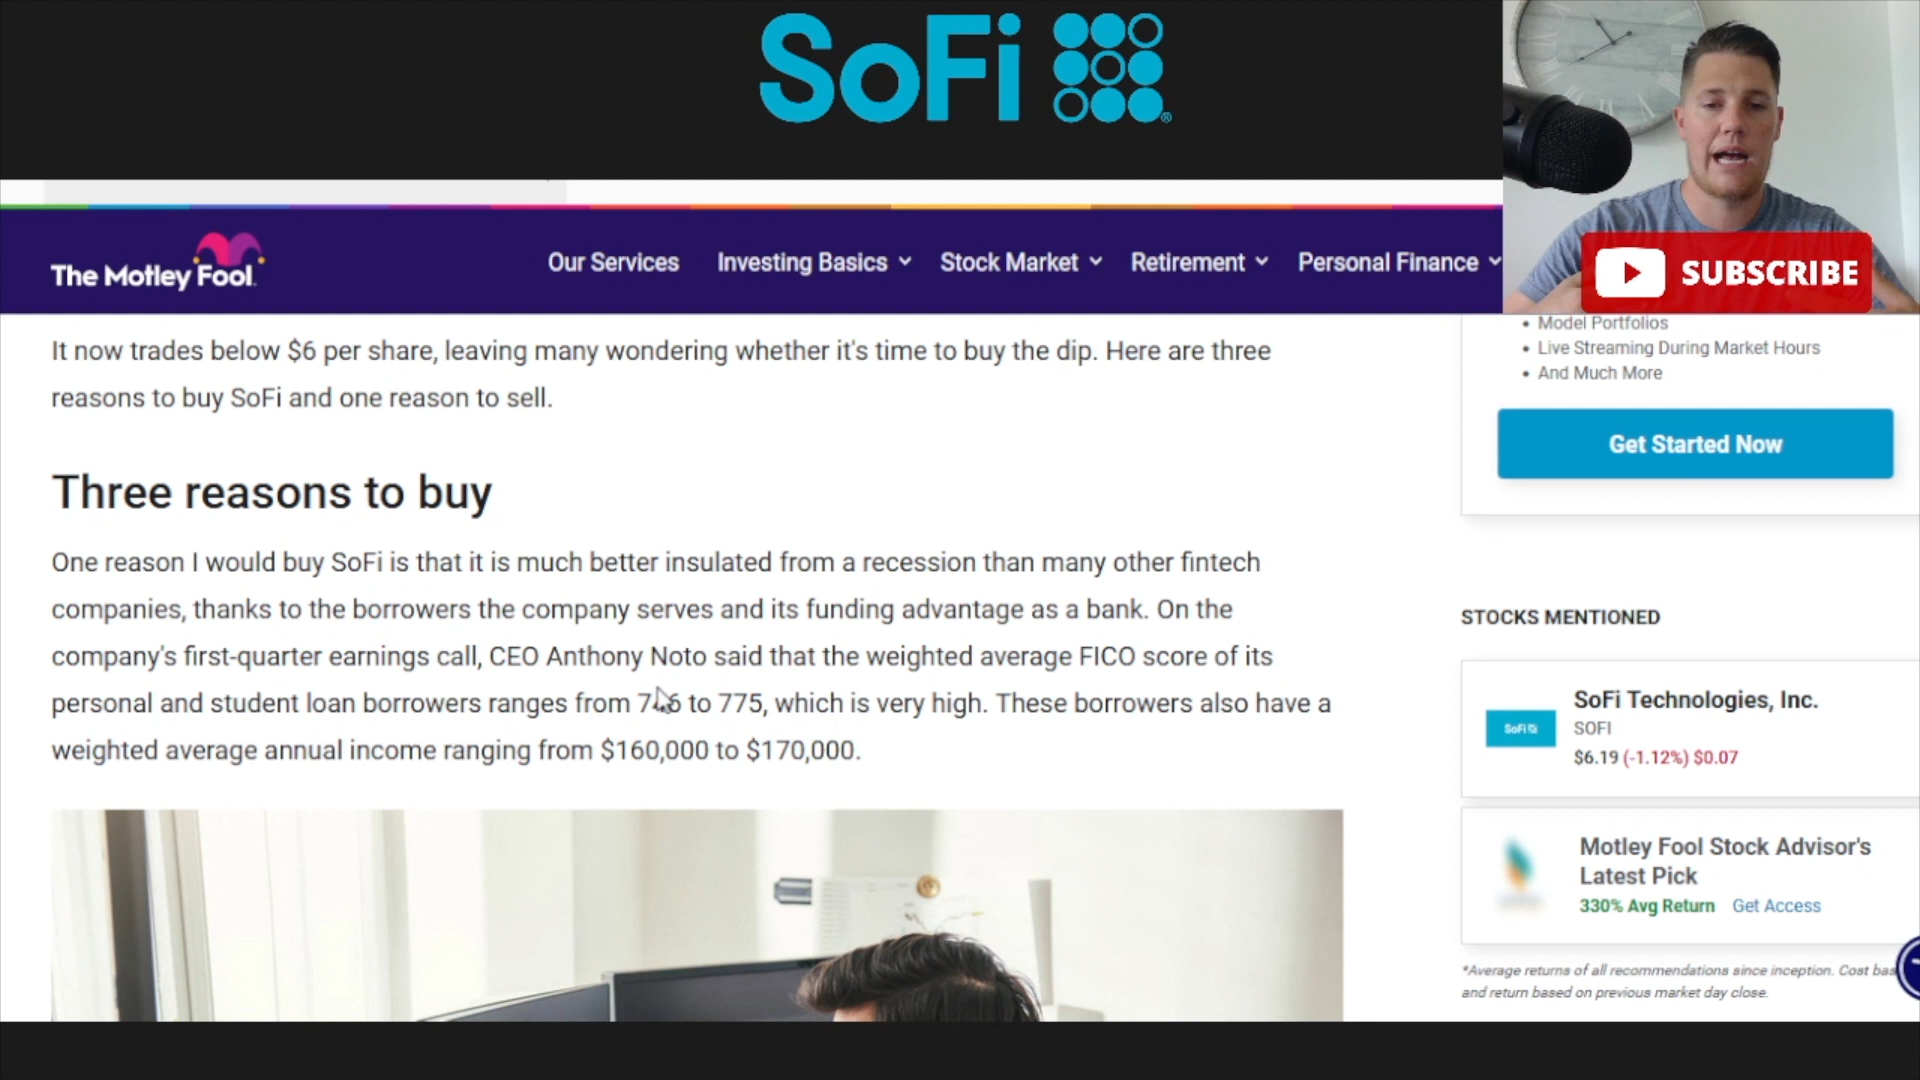 SoFi
The Motley Fool.
Our Services Investing Basics Stock Market Retirement Personal Finance
SUBSCRIBE
It now trades below $6 per share, leaving many wondering whether it's time to buy the dip. Here are three
reasons to buy SoFi and one reason to sell.
Three reasons to buy
One reason I would buy SoFi is that it is much better insulated from a recession than many other fintech
companies, thanks to the borrowers the company serves and its funding advantage as a bank. On the
company's first-quarter earnings call, CEO Anthony Noto said that the weighted average FICO score of its
personal and student loan borrowers ranges from to 775, which is very high. These borrowers also have a
weighted average annual income ranging from $160,000 to $170,000.
• Model Portfolios
• Live Streaming During Market Hours
• And Much More
Get Started Now
STOCKS MENTIONED
SoFi
SoFi Technologies, Inc.
SOFI
$6.19 (-1.12%) $0.07
Motley Fool Stock Advisor's
Latest Pick
330% Avg Return Get Access
*Average returns of all recommendations since inception. Cost
and return based on previous market day close.